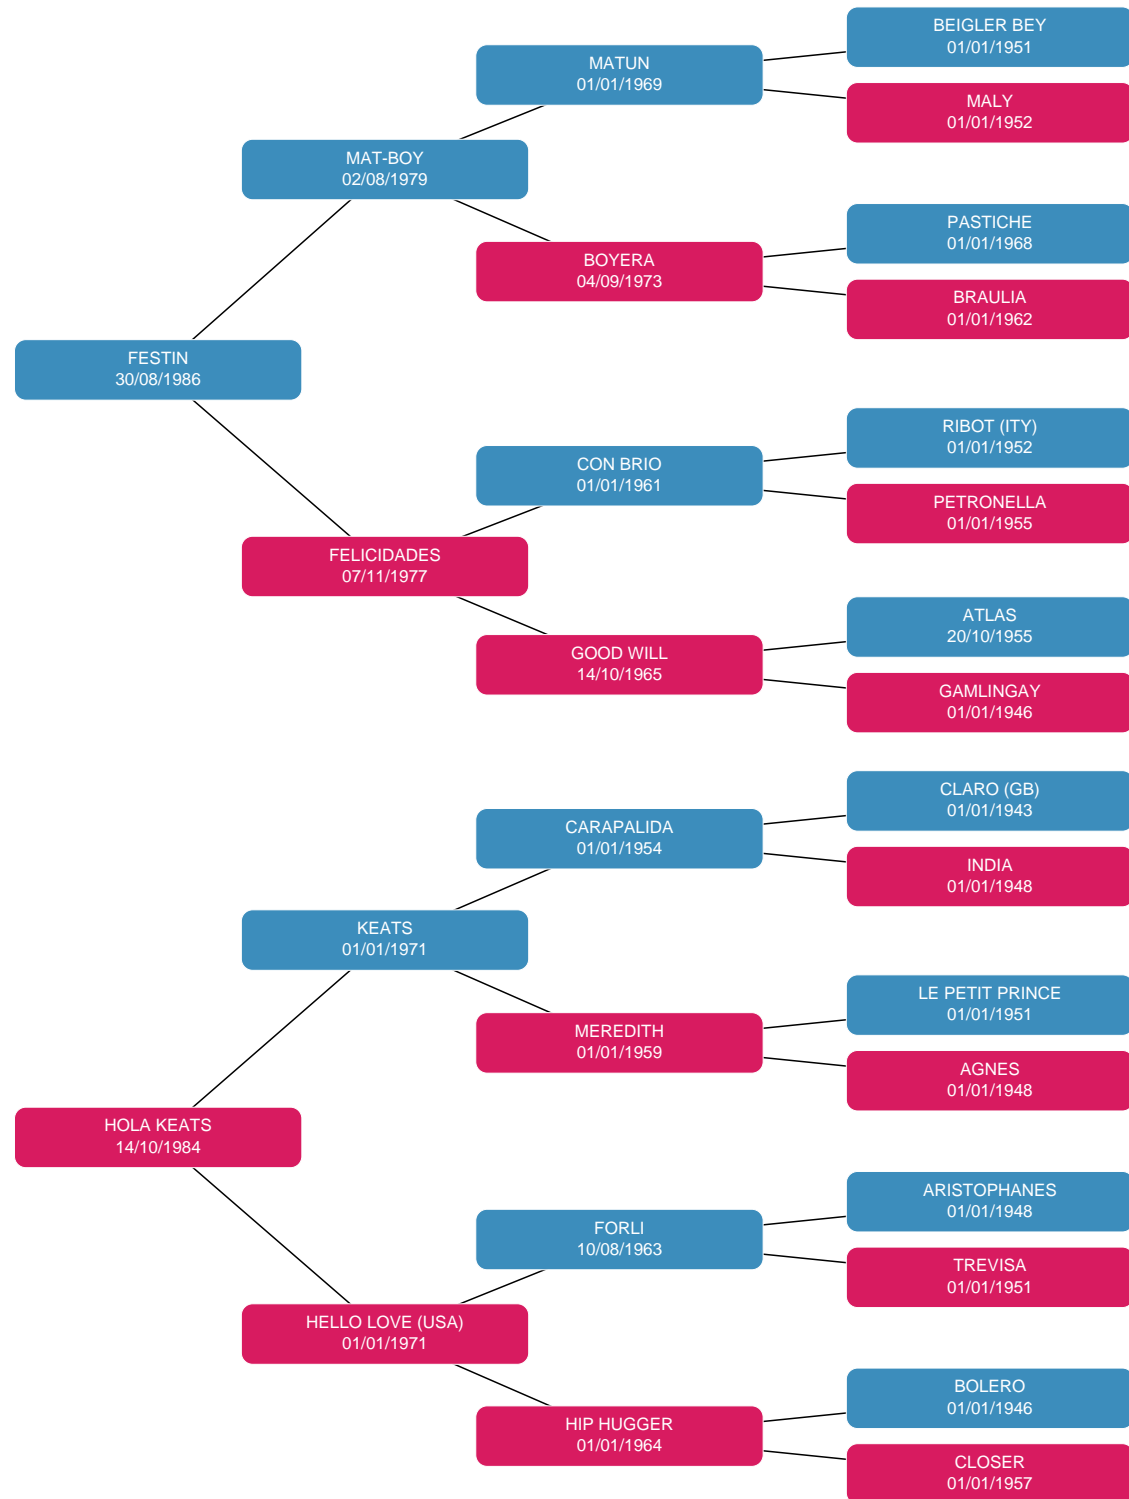 BEIGLER BEY
01/01/1951
MATUN
01/01/1969
MALY
01/01/1952
MAT-BOY
02/08/1979
PASTICHE
01/01/1968
BOYERA
04/09/1973
BRAULIA
01/01/1962
FESTIN
30/08/1986
RIBOT (ITY)
01/01/1952
CON BRIO
01/01/1961
PETRONELLA
01/01/1955
FELICIDADES
07/11/1977
ATLAS
20/10/1955
GOOD WILL
14/10/1965
GAMLINGAY
01/01/1946
CLARO (GB)
01/01/1943
CARAPALIDA
01/01/1954
INDIA
01/01/1948
KEATS
01/01/1971
LE PETIT PRINCE
01/01/1951
MEREDITH
01/01/1959
AGNES
01/01/1948
HOLA KEATS
14/10/1984
ARISTOPHANES
01/01/1948
FORLI
10/08/1963
TREVISA
01/01/1951
HELLO LOVE (USA)
01/01/1971
BOLERO
01/01/1946
HIP HUGGER
01/01/1964
CLOSER
01/01/1957